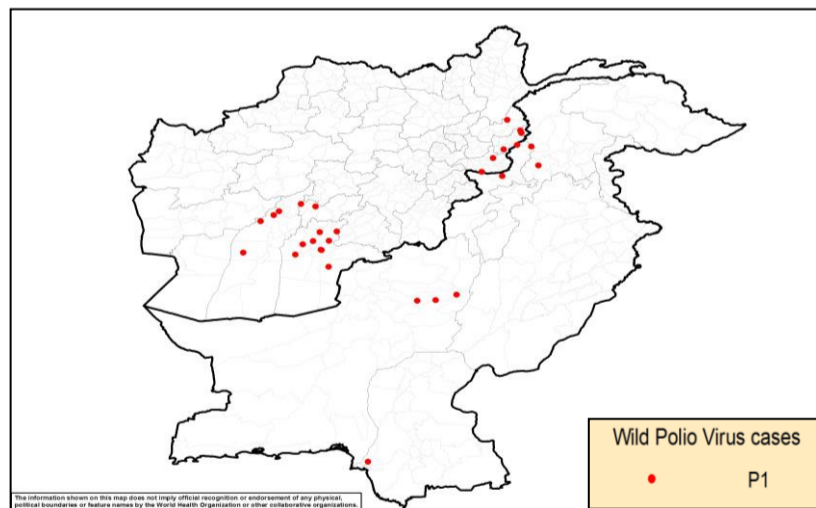 Wild Polio Virus cases
P1
The information shown on this map does not imply official recognition or endorsement of any physical,
political boundaries or feature names by the World Health Organization or other collaborative organizations.